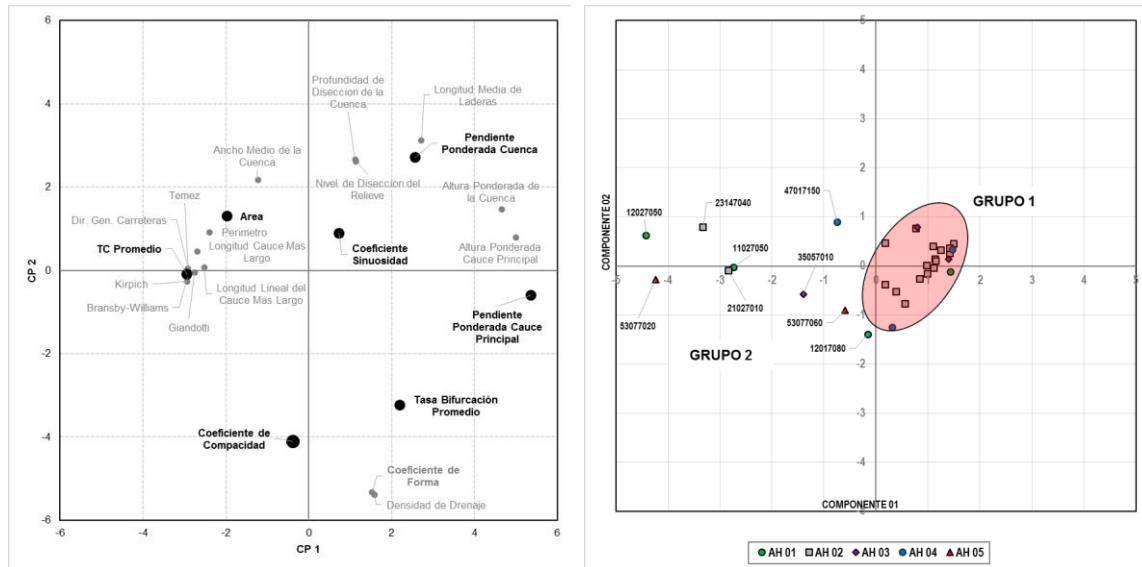 6
4
2
0
-2
-4
-6
-6
-4
-2
0
2
4
6
CP 2
CP 1
Profundidad de
Diseccion de la
Cuenca
Longitud Media de
Laderas
Pendiente
Ponderada Cuenca
Ancho Medio de la
Cuenca
Nivel de Diseccion del
Relieve
Altura Ponderada
de la Cuenca
Temez
Area
Dir. Gen. Carreteras
Perimetro
TC Promedio
Longitud Cauce Mas
Largo
Coeficiente
Sinuosidad
Altura Ponderada
Cauce Principal
Kirpich
Longitud Lineal del
Cauce Mas Largo
Bransby-Williams
Giandotti
Pendiente
Ponderada Cauce
Principal
Tasa Bifurcación
Promedio
Coeficiente de
Compacidad
Coeficiente de
Forma
Densidad de Drenaje
5
4
3
2
1
0
-1
-2
-3
-4
-5
-5
-4
-3
-2
-1
0
1
2
3
4
5
COMPONENTE 02
COMPONENTE 01
47017150
23147040
12027050
GRUPO 1
11027050
35057010
53077020
21027010
53077060
12017080
GRUPO 2
AH 01
AH 02
AH 03
AH 04
AH 05